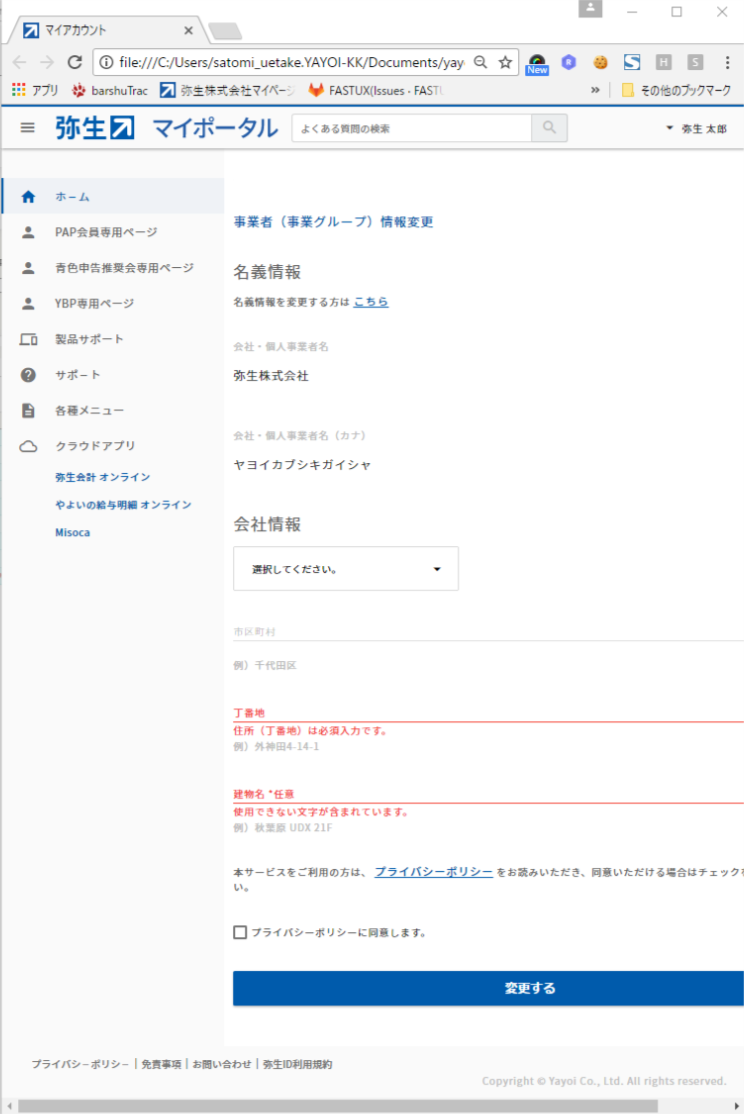 マイアカウント
file:///C:/Users/satomi_uetake.YAYOI-KK/Documents/yay
New
R
S
H
S
アプリ
barshuTrac
弥生株式会社マイページ
FASTUX(Issues · FASTU
»
その他のブックマーク
弥生 マイポータル
よくある質問の検索
弥生 太郎
ホーム
PAP会員専用ページ
青色申告推奨会専用ページ
YBP専用ページ
製品サポート
サポート
各種メニュー
クラウドアプリ
弥生会計 オンライン
やよいの給与明細 オンライン
Misoca
事業者（事業グループ）情報変更
名義情報
名義情報を変更する方は こちら
会社・個人事業者名
弥生株式会社
会社・個人事業者名（カナ）
ヤヨイカブシキガイシャ
会社情報
選択してください。
市区町村
例）千代田区
丁番地
住所（丁番地）は必須入力です。
例）外神田4-14-1
建物名 *任意
使用できない文字が含まれています。
例）秋葉原 UDX 21F
本サービスをご利用の方は、 プライバシーポリシー をお読みいただき、同意いただける場合はチェックを
い。
プライバシーポリシーに同意します。
変更する
プライバシーポリシー | 免責事項 | お問い合わせ | 弥生ID利用規約
Copyright © Yayoi Co., Ltd. All rights reserved.